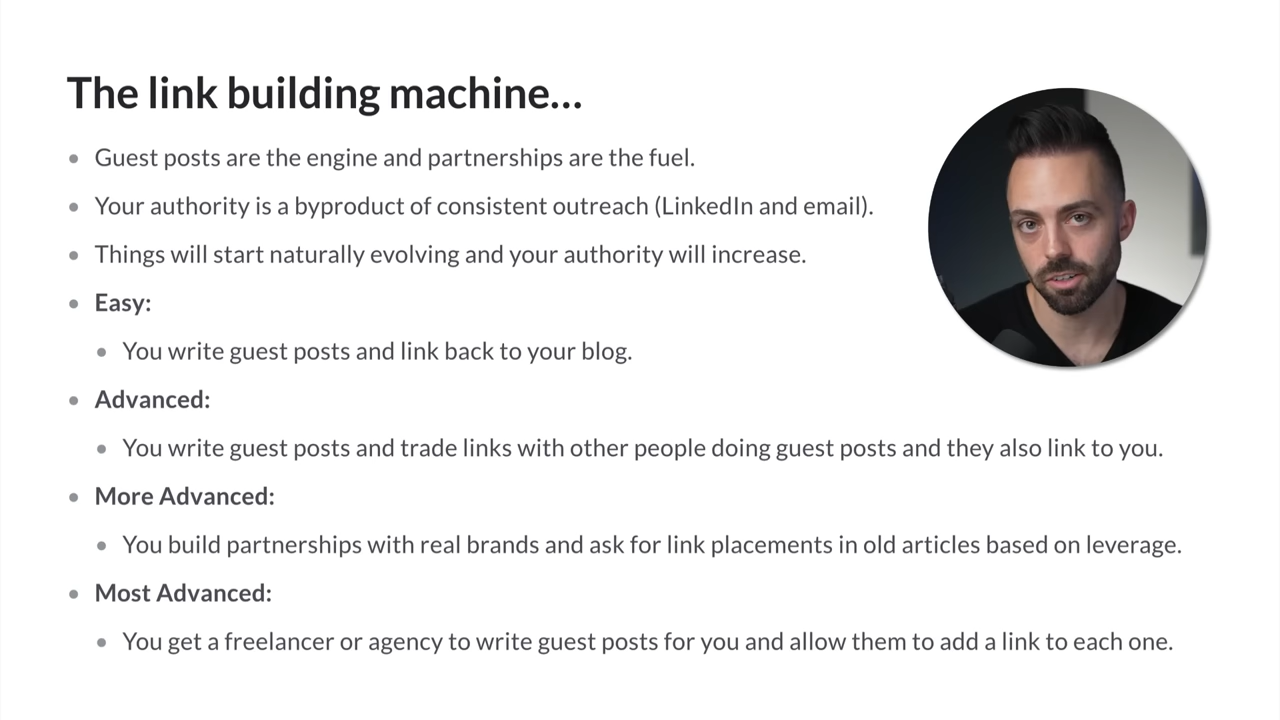 The link building machine...
Guest posts are the engine and partnerships are the fuel.
Your authority is a byproduct of consistent outreach (LinkedIn and email).
Things will start naturally evolving and your authority will increase.
Easy:
You write guest posts and link back to your blog.
Advanced:
You write guest posts and trade links with other people doing guest posts and they also link to you.
More Advanced:
You build partnerships with real brands and ask for link placements in old articles based on leverage.
Most Advanced:
You get a freelancer or agency to write guest posts for you and allow them to add a link to each one.